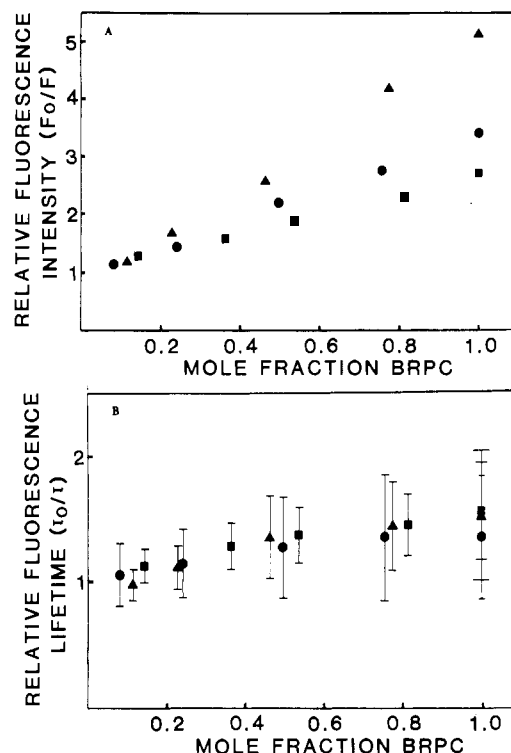 A
RELATIVE FLUORESCENCE
INTENSITY (Fo/F)
5
4
3
2
1
0.2 0.4 0.6 0.8 1.0
MOLE FRACTION BRPC
B
RELATIVE FLUORESCENCE
LIFETIME (τo/τ)
2
1
0.2 0.4 0.6 0.8 1.0
MOLE FRACTION BRPC